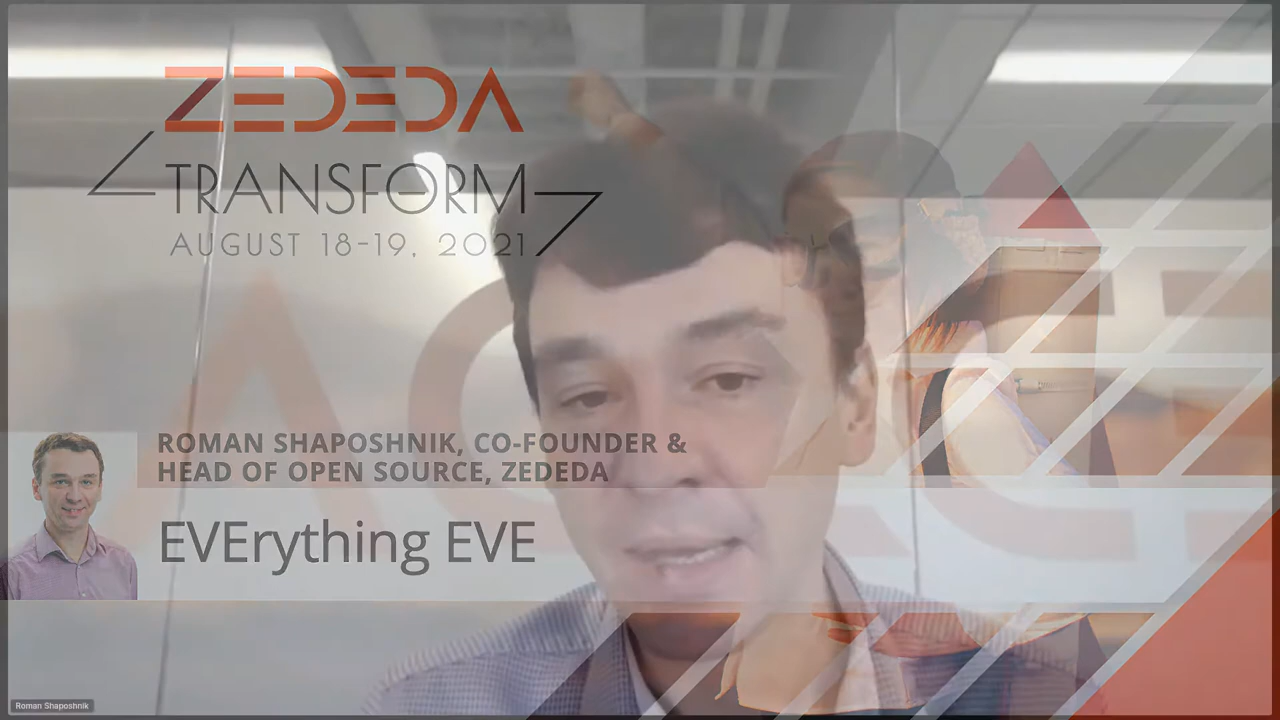 ZEDEDA
TRANSFORM
AUGUST 18-19, 2021
ROMAN SHAPOSHNIK, CO-FOUNDER &
HEAD OF OPEN SOURCE, ZEDEDA
EVErything EVE
Roman Shaposhnik